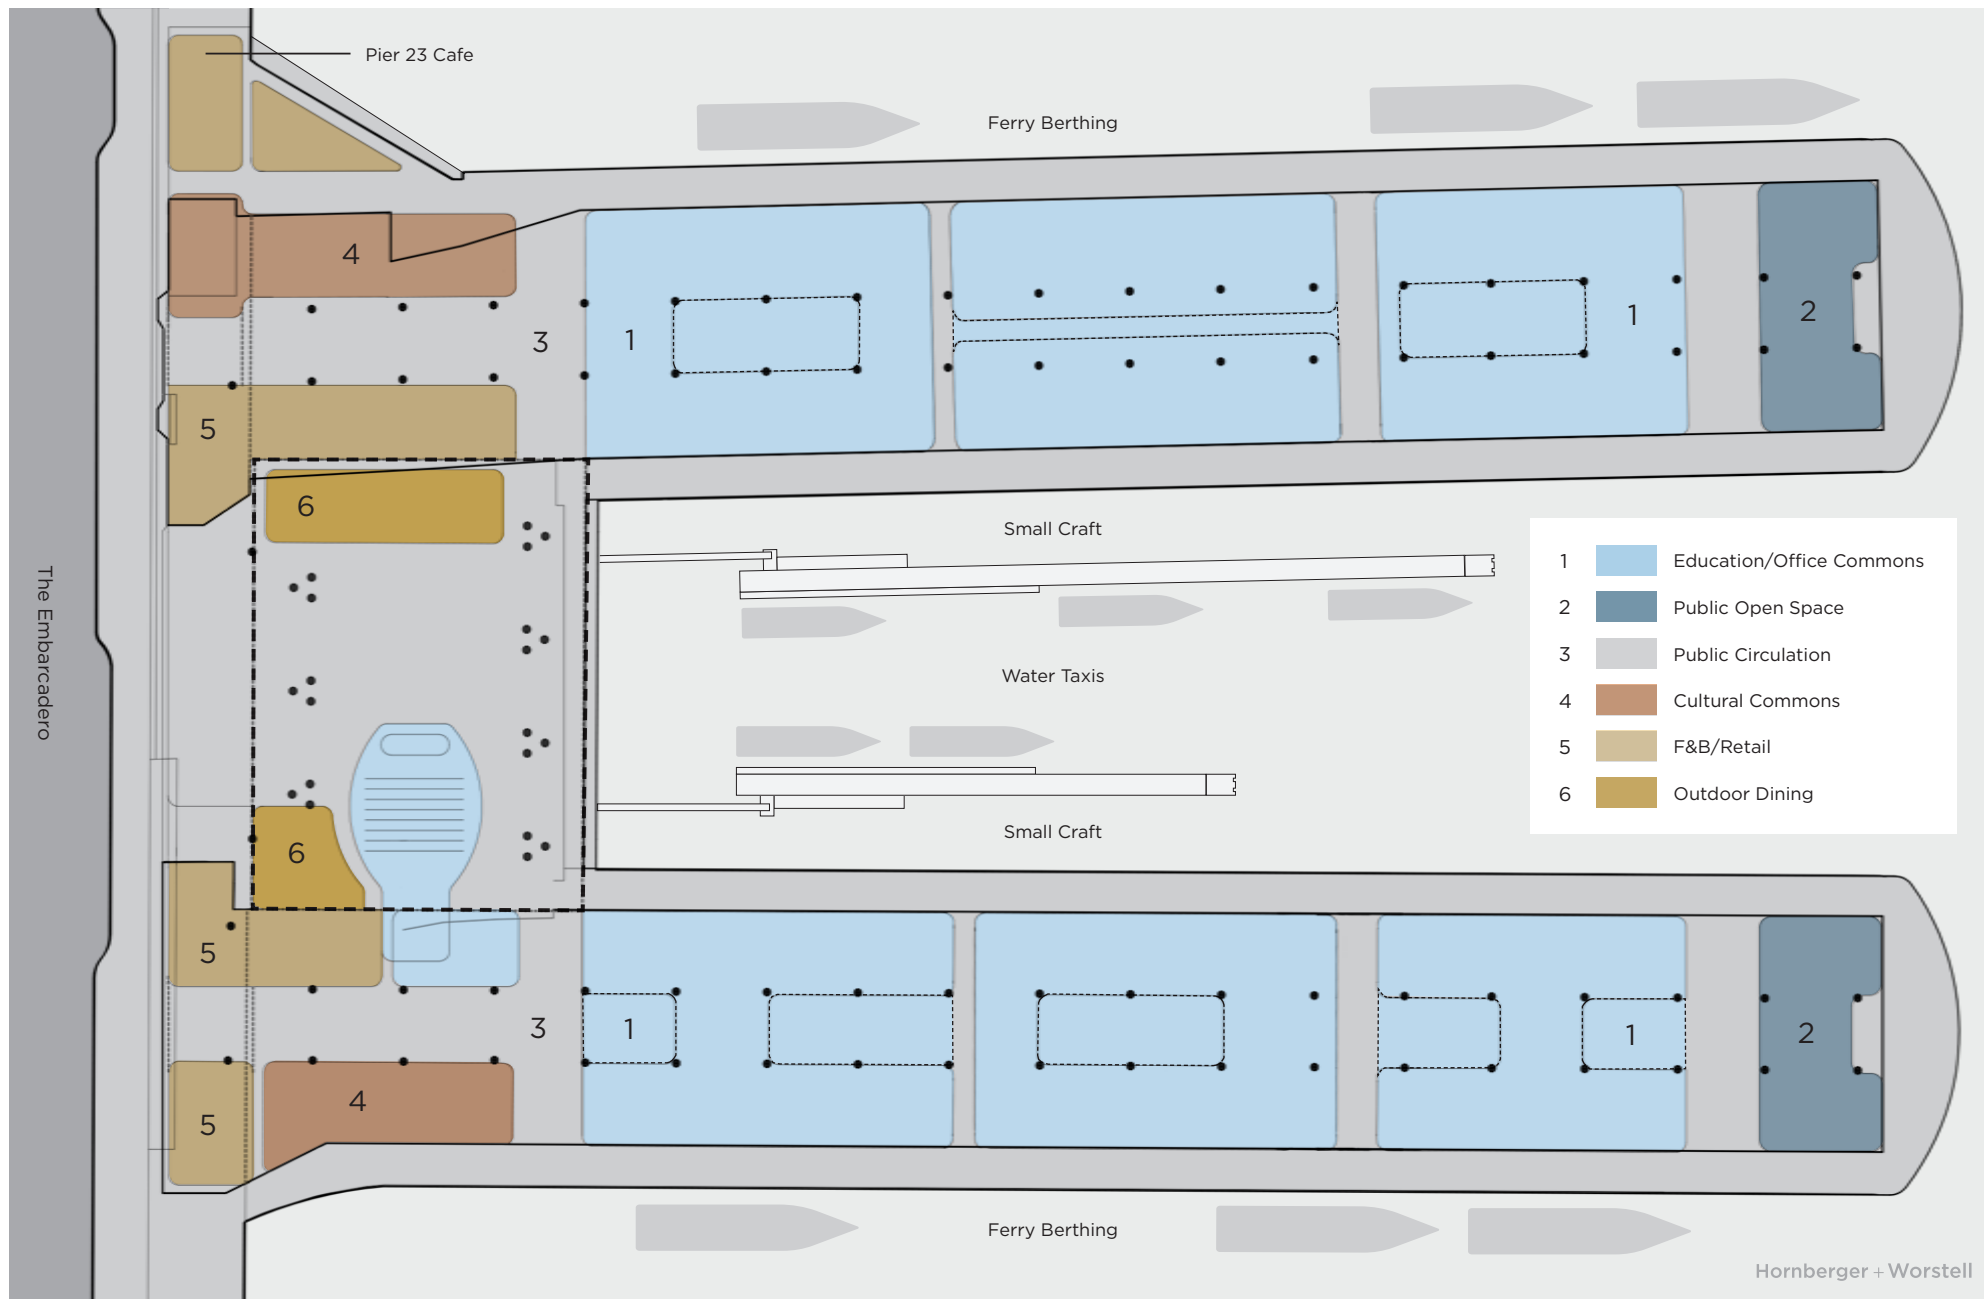 Pier 23 Cafe
Ferry Berthing
4
3
1
1
2
5
6
Small Craft
Water Taxis
Small Craft
The Embarcadero
1 Education/Office Commons
2 Public Open Space
3 Public Circulation
4 Cultural Commons
5 F&B/Retail
6 Outdoor Dining
6
5
3
1
1
2
4
5
Ferry Berthing
Hornberger + Worstell